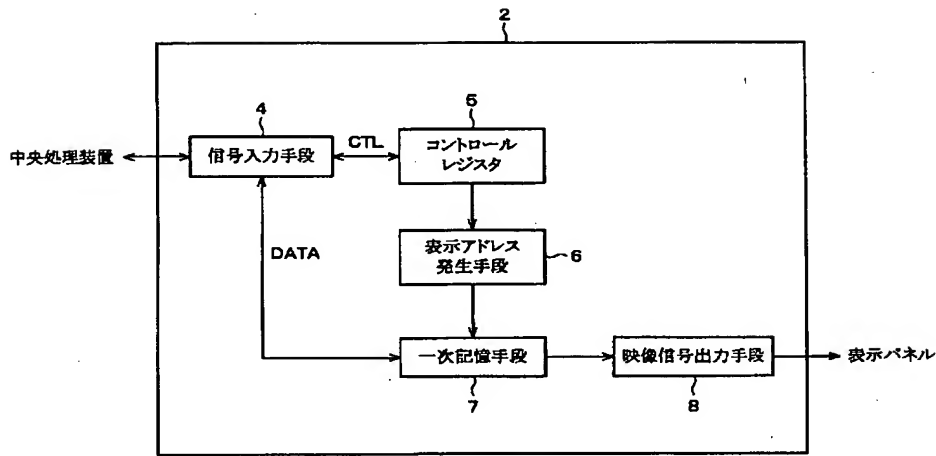 2
4
5
中央処理装置
信号入力手段
CTL
コントロール
レジスタ
DATA
表示アドレス
発生手段
6
一次記憶手段
映像信号出力手段
表示パネル
7
8